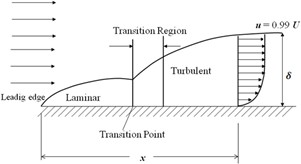 Transition Region
u = 0.99 U
Turbulent
δ
Leadig edge
Laminar
Transition Point
x